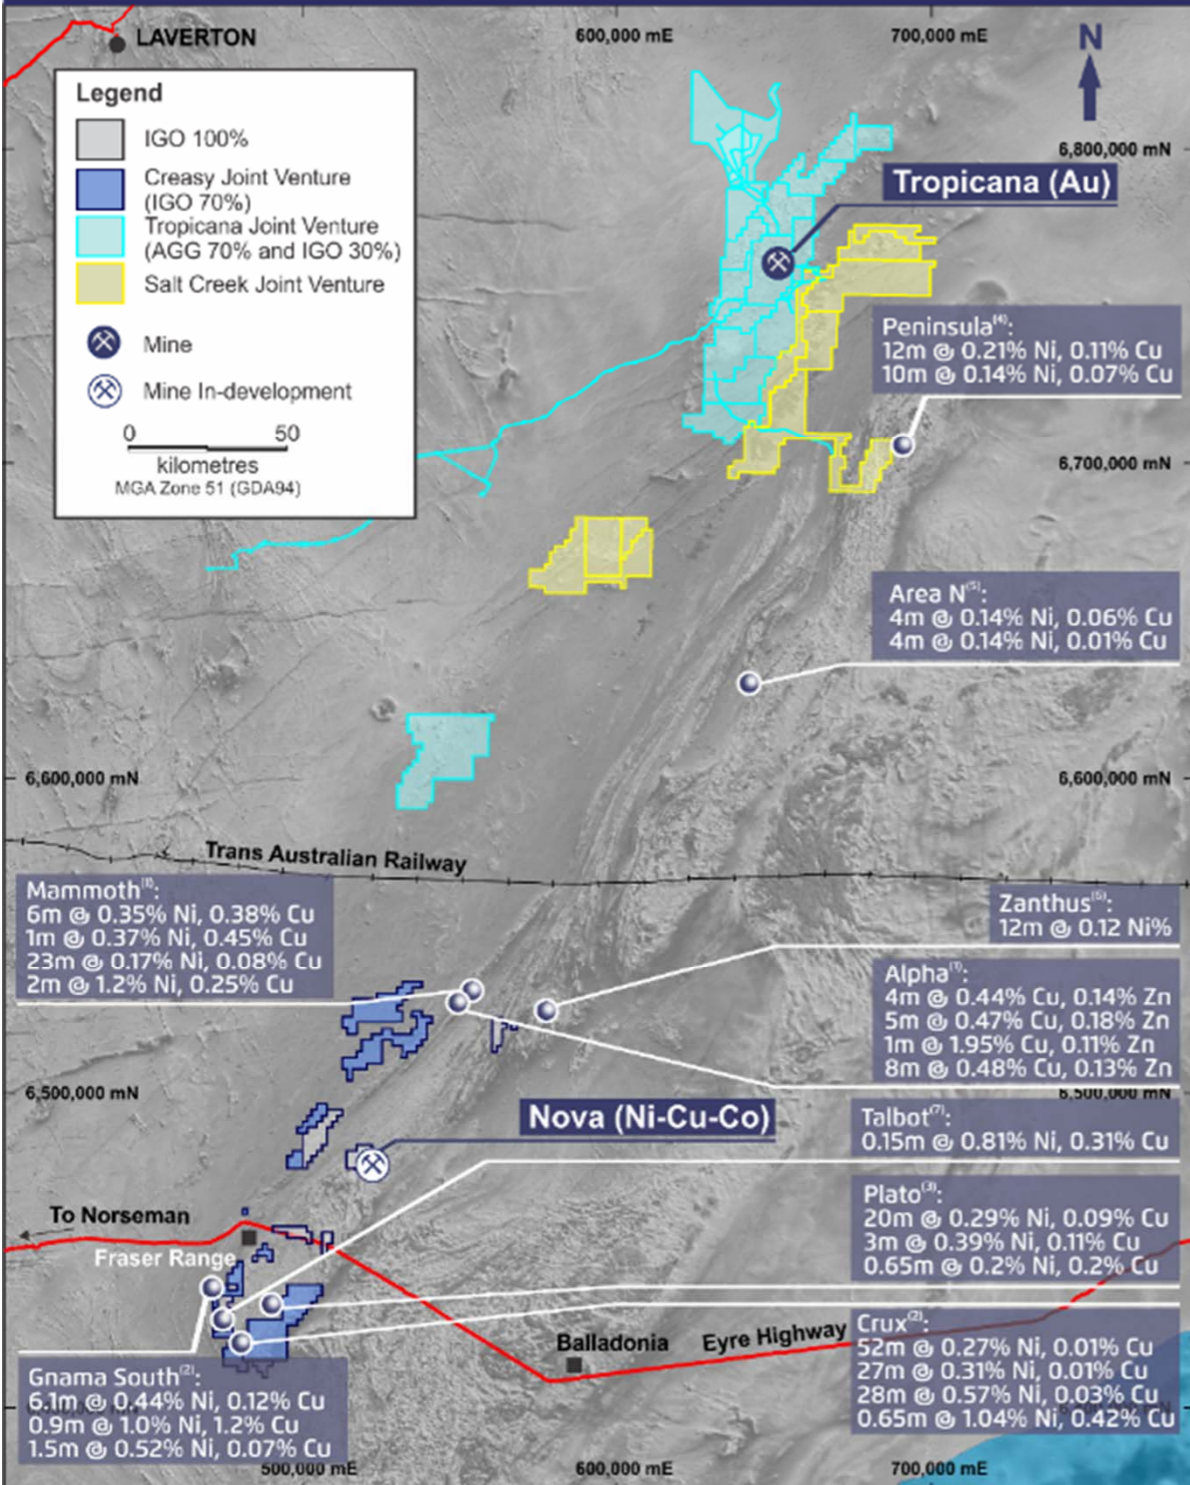 LAVERTON
600,000 mE
700,000 mE
N
Legend
IGO 100%
Creasy Joint Venture
(IGO 70%)
Tropicana Joint Venture
(AGG 70% and IGO 30%)
Salt Creek Joint Venture
Mine
Mine In-development
0 50
kilometres
MGA Zone 51 (GDA94)
6,800,000 mN
Tropicana (Au)
Peninsula(4):
12m @ 0.21% Ni, 0.11% Cu
10m @ 0.14% Ni, 0.07% Cu
6,700,000 mN
Area N(5):
4m @ 0.14% Ni, 0.06% Cu
4m @ 0.14% Ni, 0.01% Cu
6,600,000 mN
6,600,000 mN
Trans Australian Railway
Mammoth(1):
6m @ 0.35% Ni, 0.38% Cu
1m @ 0.37% Ni, 0.45% Cu
23m @ 0.17% Ni, 0.08% Cu
2m @ 1.2% Ni, 0.25% Cu
Zanthus(6):
12m @ 0.12 Ni%
Alpha(1):
4m @ 0.44% Cu, 0.14% Zn
5m @ 0.47% Cu, 0.18% Zn
1m @ 1.95% Cu, 0.11% Zn
8m @ 0.48% Cu, 0.13% Zn
6,500,000 mN
6,500,000 mN
Nova (Ni-Cu-Co)
Talbot(7):
0.15m @ 0.81% Ni, 0.31% Cu
Plato(3):
20m @ 0.29% Ni, 0.09% Cu
3m @ 0.39% Ni, 0.11% Cu
0.65m @ 0.2% Ni, 0.2% Cu
To Norseman
Fraser Range
Balladonia
Eyre Highway
Crux(2):
52m @ 0.27% Ni, 0.01% Cu
27m @ 0.31% Ni, 0.01% Cu
28m @ 0.57% Ni, 0.03% Cu
0.65m @ 1.04% Ni, 0.42% Cu
Gnama South(2):
6.1m @ 0.44% Ni, 0.12% Cu
0.9m @ 1.0% Ni, 1.2% Cu
1.5m @ 0.52% Ni, 0.07% Cu
500,000 mE
600,000 mE
700,000 mE